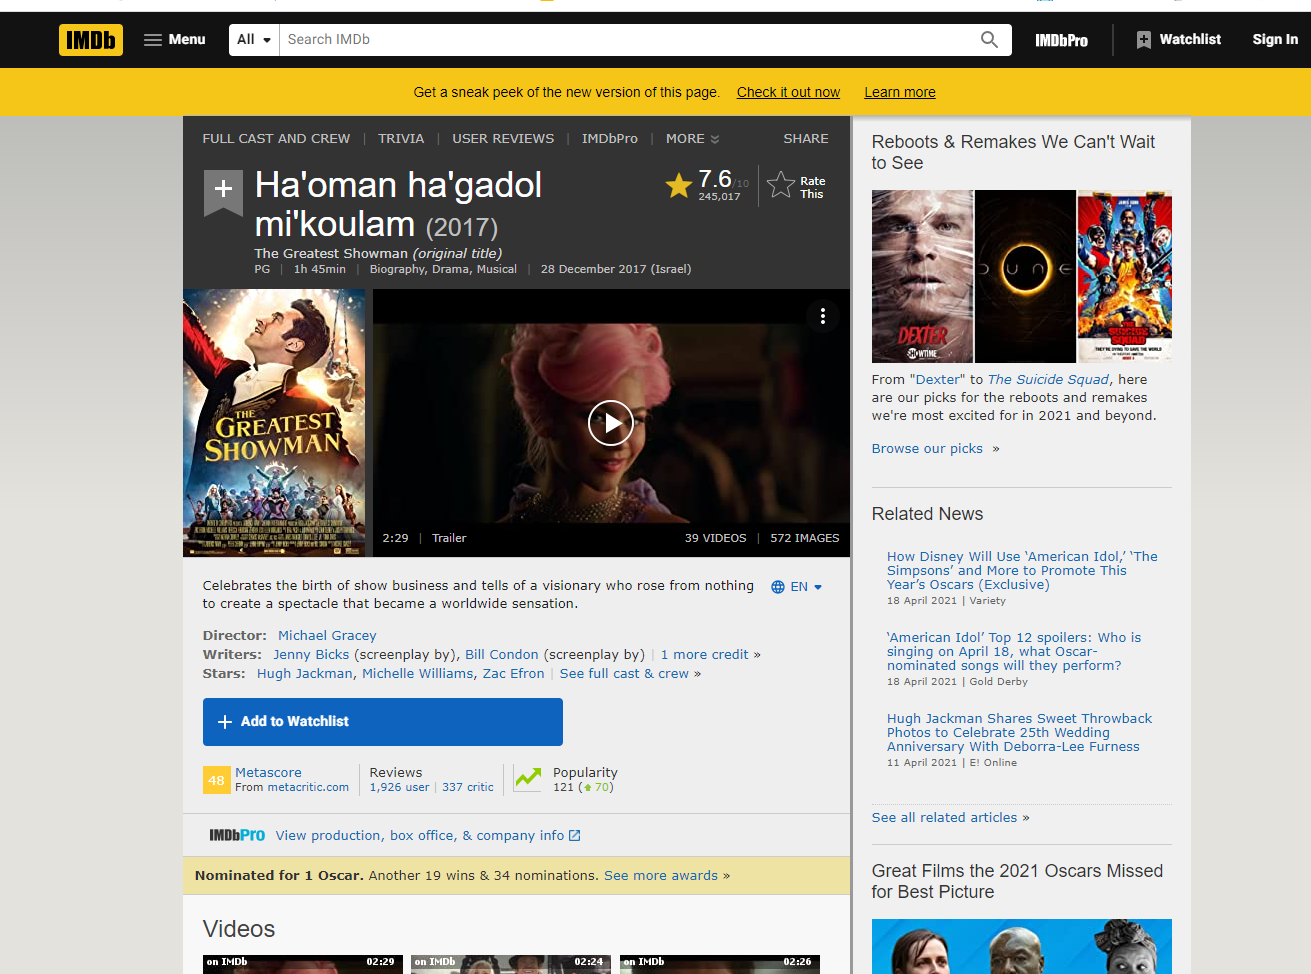 IMDb Menu All Search IMDb IMDbPro Watchlist Sign In
Get a sneak peek of the new version of this page. Check it out now Learn more
FULL CAST AND CREW | TRIVIA | USER REVIEWS | IMDbPro | MORE SHARE
Ha'oman ha'gadol
mi'koulam (2017)
The Greatest Showman (original title)
PG | 1h 45min | Biography, Drama, Musical | 28 December 2017 (Israel)
7.6/10
245,017
Rate
This
THE
GREATEST
SHOWMAN
2:29 | Trailer 39 VIDEOS | 572 IMAGES
Celebrates the birth of show business and tells of a visionary who rose from nothing
to create a spectacle that became a worldwide sensation.
EN
Director: Michael Gracey
Writers: Jenny Bicks (screenplay by), Bill Condon (screenplay by) | 1 more credit »
Stars: Hugh Jackman, Michelle Williams, Zac Efron | See full cast & crew »
+ Add to Watchlist
48 Metascore
From metacritic.com
Reviews
1,926 user | 337 critic
Popularity
121 (70)
IMDbPro View production, box office, & company info
Nominated for 1 Oscar. Another 19 wins & 34 nominations. See more awards »
Videos
on IMDb 02:29
on IMDb 02:24
on IMDb 02:26
Reboots & Remakes We Can't Wait
to See
DEXTER
SHOWTIME
DUNE
THE
SUICIDE
SQUAD
THEY'RE DYING TO SAVE THE WORLD
From "Dexter" to The Suicide Squad, here
are our picks for the reboots and remakes
we're most excited for in 2021 and beyond.
Browse our picks »
Related News
How Disney Will Use ‘American Idol,’ ‘The
Simpsons’ and More to Promote This
Year’s Oscars (Exclusive)
18 April 2021 | Variety
‘American Idol’ Top 12 spoilers: Who is
singing on April 18, what Oscar-
nominated songs will they perform?
18 April 2021 | Gold Derby
Hugh Jackman Shares Sweet Throwback
Photos to Celebrate 25th Wedding
Anniversary With Deborra-Lee Furness
11 April 2021 | E! Online
See all related articles »
Great Films the 2021 Oscars Missed
for Best Picture